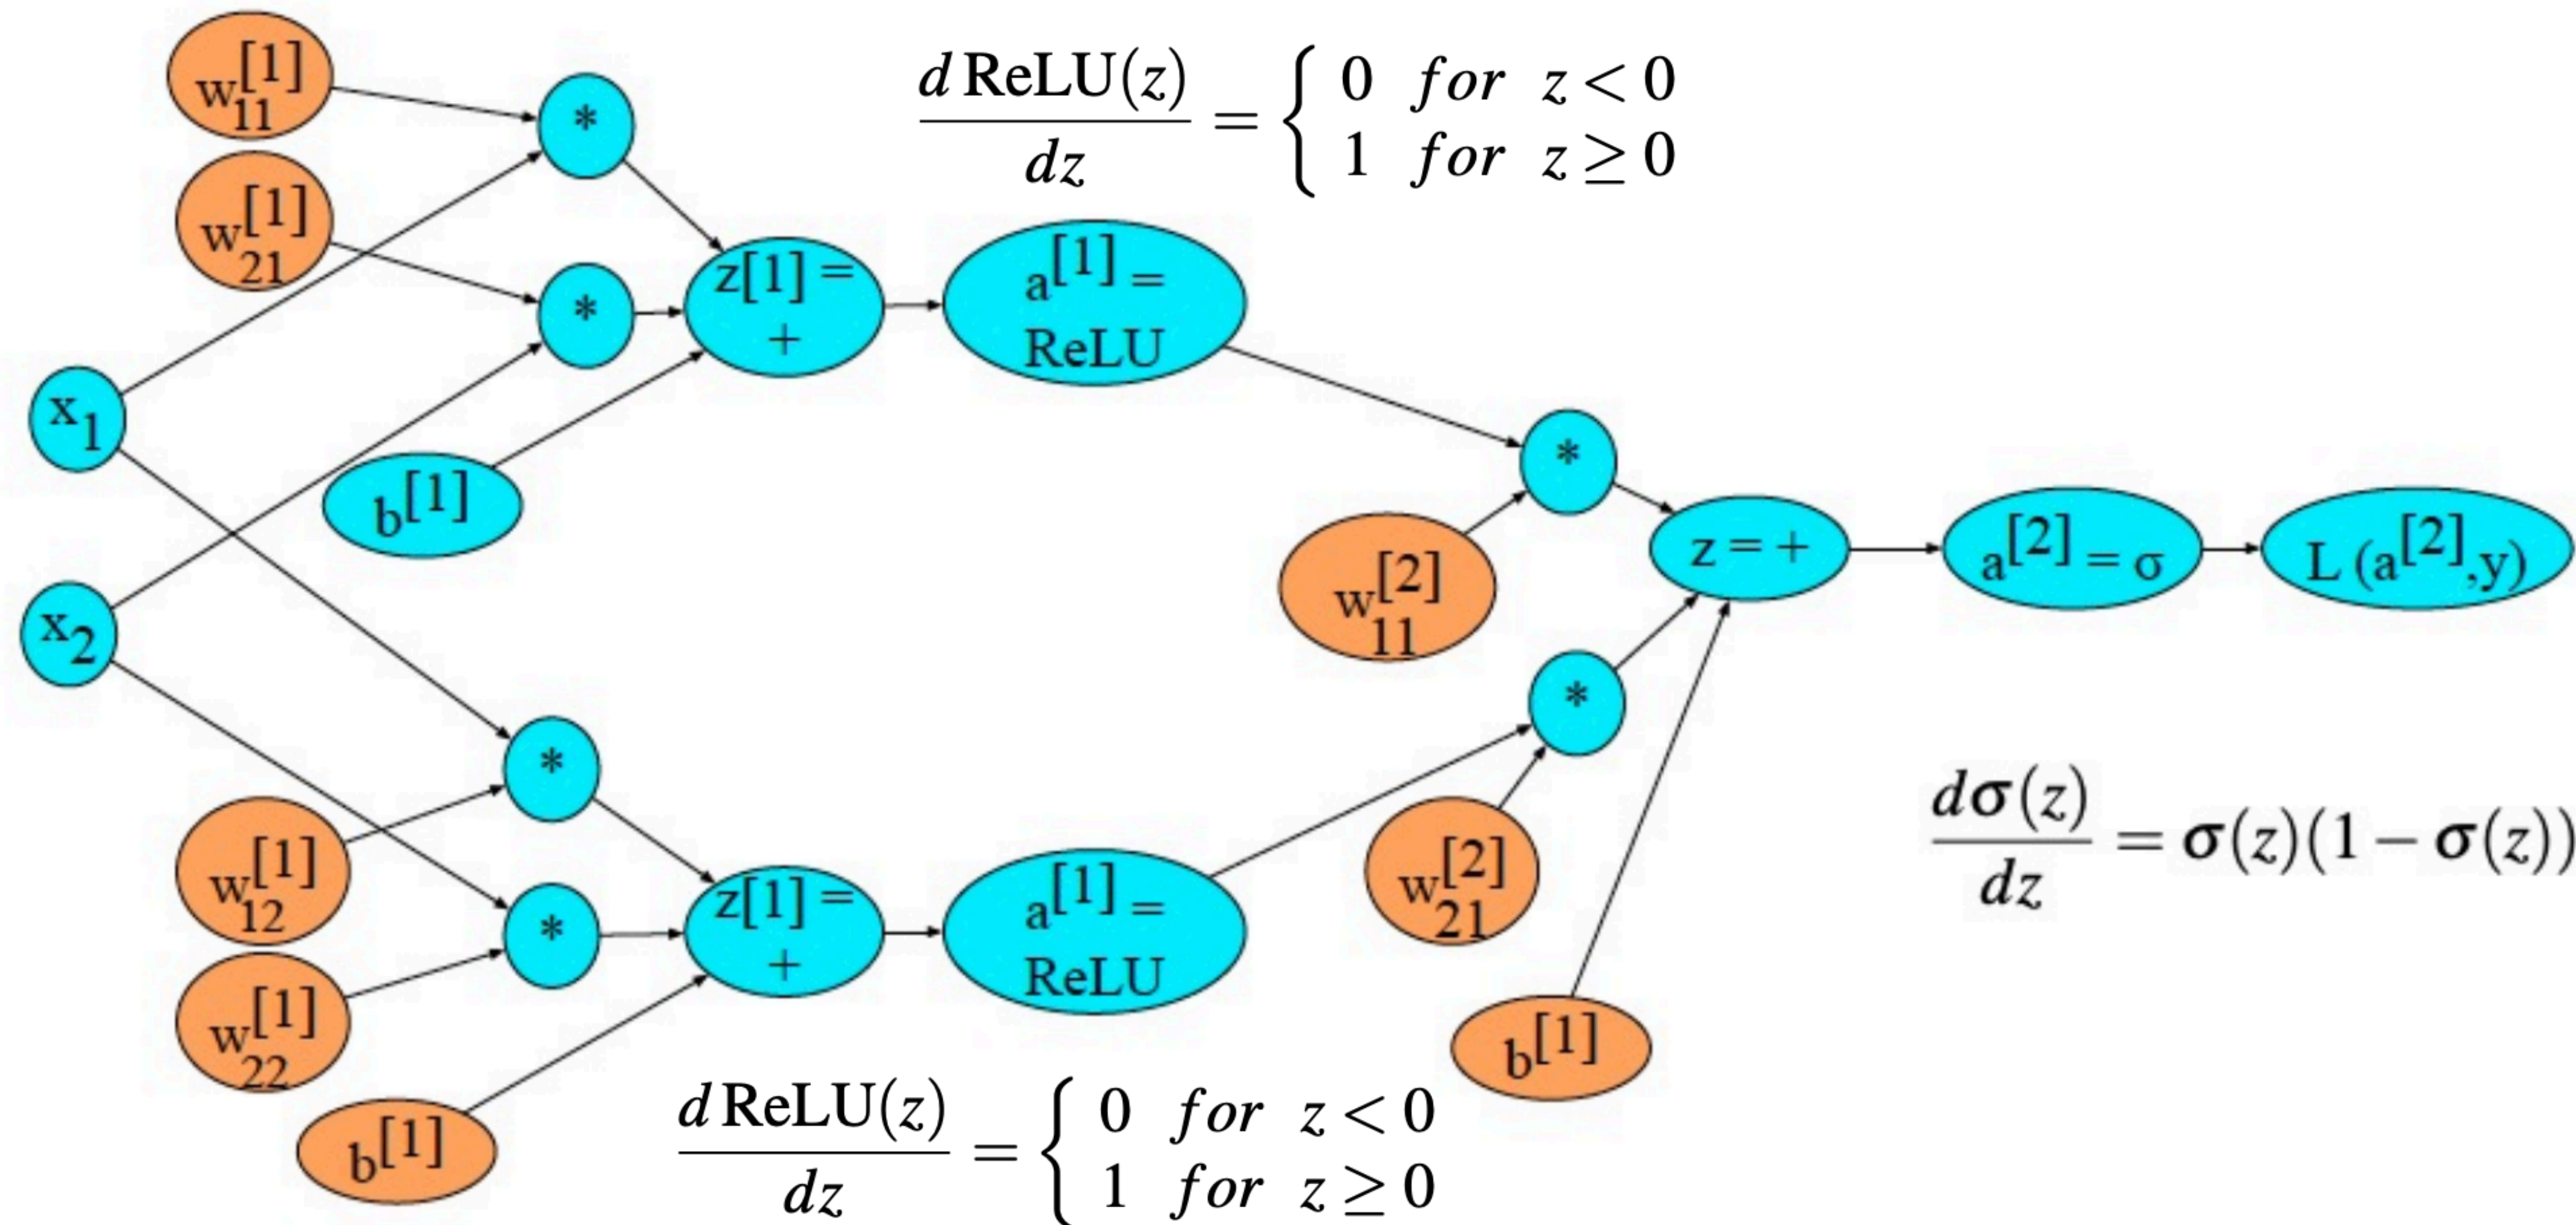 w[1]
11
d ReLU(z)
dz
= { 0 for z < 0
1 for z ≥ 0
*
w[1]
21
*
z[1] =
+
a[1] =
ReLU
x1
b[1]
*
x2
w[2]
11
z = +
a[2] = σ
L (a[2],y)
*
*
w[1]
12
w[2]
21
dσ(z)
dz
= σ(z)(1 − σ(z))
*
z[1] =
+
a[1] =
ReLU
w[1]
22
b[1]
b[1]
d ReLU(z)
dz
= { 0 for z < 0
1 for z ≥ 0